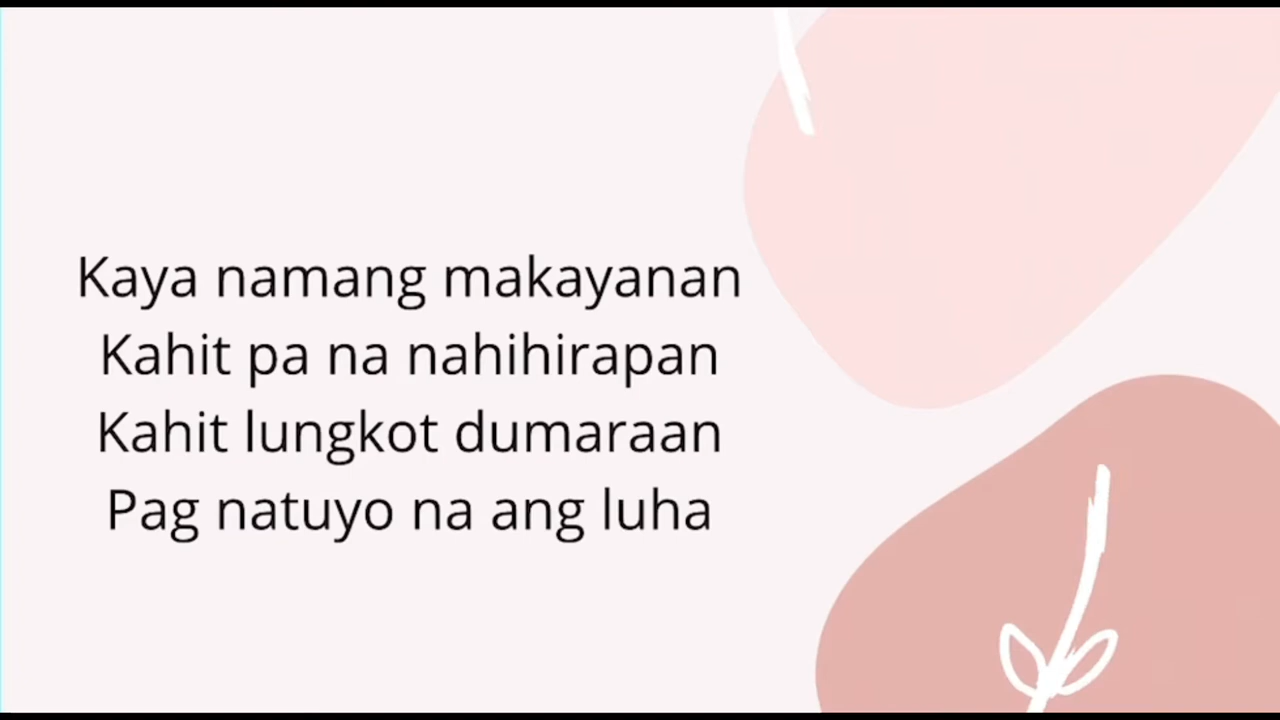 Kaya namang makayanan
Kahit pa na nahihirapan
Kahit lungkot dumaraan
Pag natuyo na ang luha